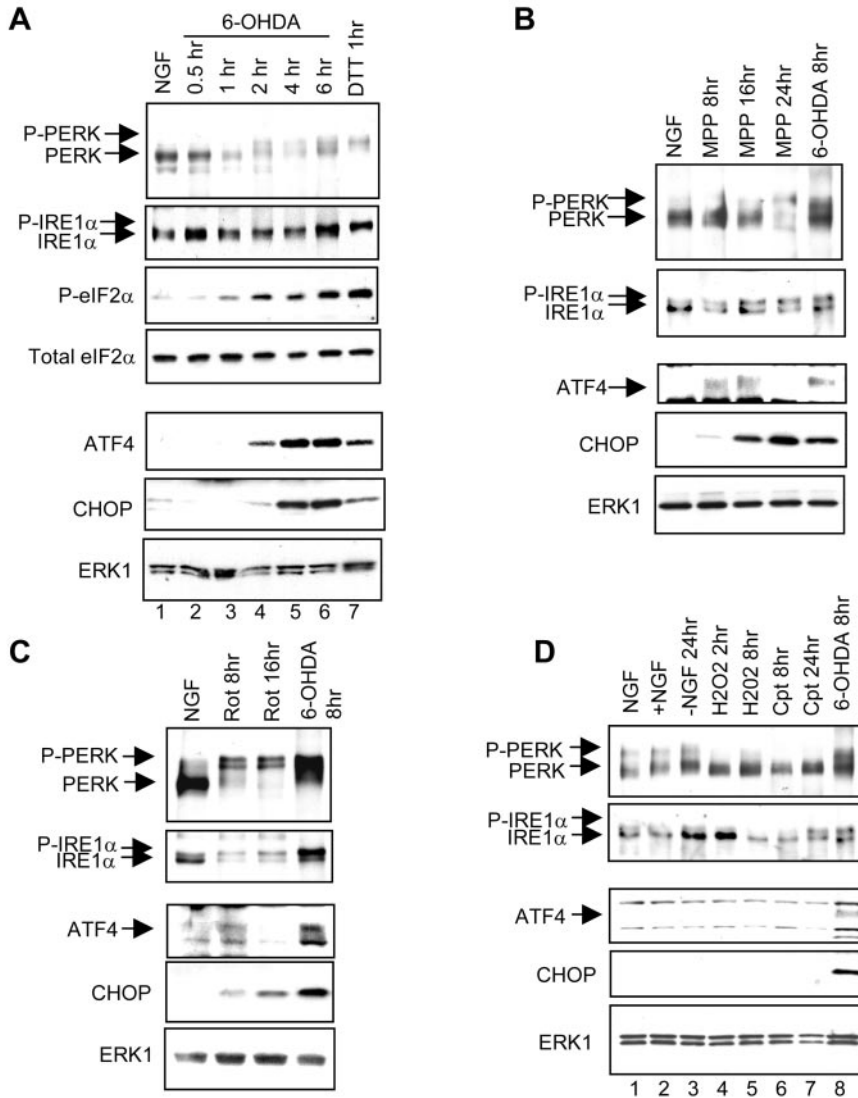 A
6-OHDA
NGF
0.5 hr
1 hr
2 hr
4 hr
6 hr
DTT 1hr
P-PERK
PERK
P-IRE1α
IRE1α
P-eIF2α
Total eIF2α
ATF4
CHOP
ERK1
1 2 3 4 5 6 7
B
NGF
MPP 8hr
MPP 16hr
MPP 24hr
6-OHDA 8hr
P-PERK
PERK
P-IRE1α
IRE1α
ATF4
CHOP
ERK1
C
NGF
Rot 8hr
Rot 16hr
6-OHDA
8hr
P-PERK
PERK
P-IRE1α
IRE1α
ATF4
CHOP
ERK1
D
NGF
+NGF
-NGF 24hr
H2O2 2hr
H202 8hr
Cpt 8hr
Cpt 24hr
6-OHDA 8hr
P-PERK
PERK
P-IRE1α
IRE1α
ATF4
CHOP
ERK1
1 2 3 4 5 6 7 8